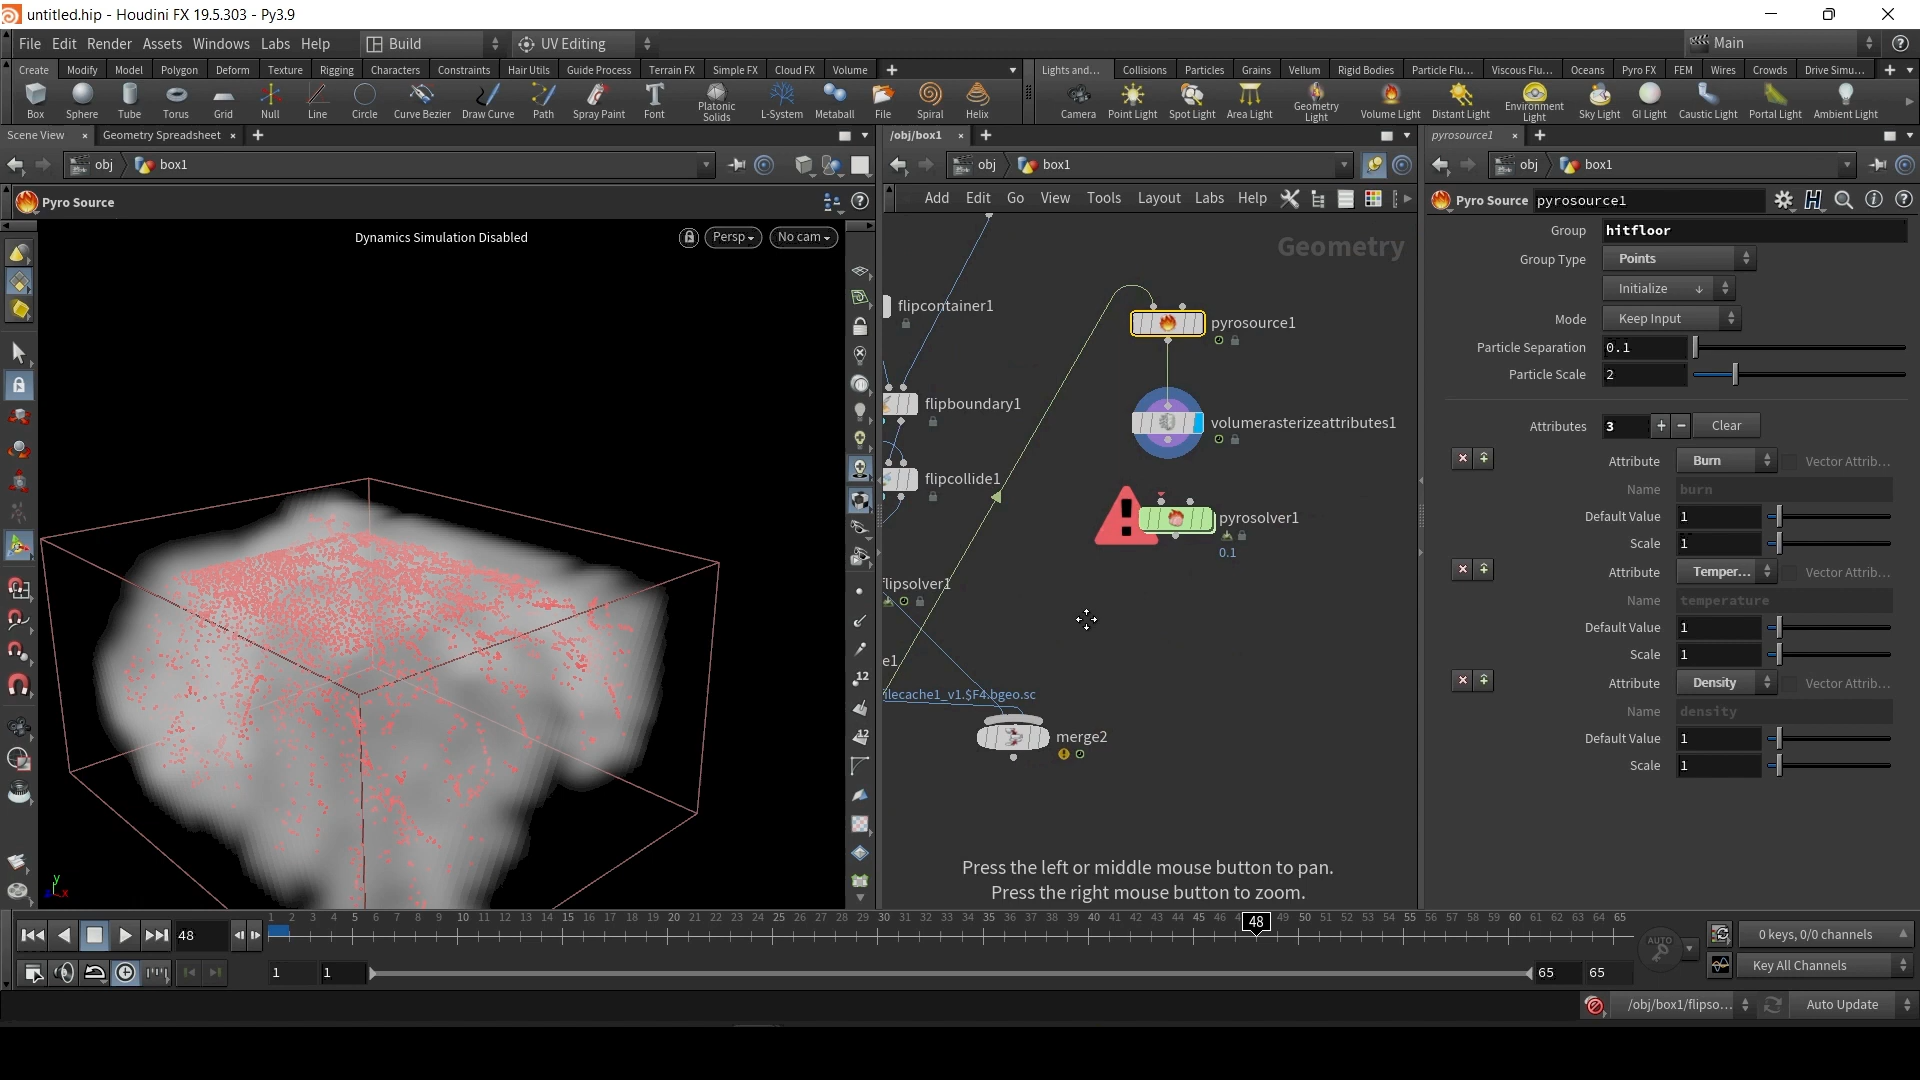 untitled.hip - Houdini FX 19.5.303 - Py3.9
File Edit Render Assets Windows Labs Help Build UV Editing Main
Create Modify Model Polygon Deform Texture Rigging Characters Constraints Hair Utils Guide Process Terrain FX Simple FX Cloud FX Volume
Lights and... Collisions Particles Grains Vellum Rigid Bodies Particle Flu... Viscous Flu... Oceans Pyro FX FEM Wires Crowds Drive Simu...
Box Sphere Tube Torus Grid Null Line Circle Curve Bezier Draw Curve Path Spray Paint Font Platonic Solids L-System Metaball File Spiral Helix
Camera Point Light Spot Light Area Light Geometry Light Volume Light Distant Light Environment Light Sky Light GI Light Caustic Light Portal Light Ambient Light
Scene View Geometry Spreadsheet
/obj/box1
pyrosource1
obj box1
obj box1
obj box1
Pyro Source
Add Edit Go View Tools Layout Labs Help
Pyro Source pyrosource1
Dynamics Simulation Disabled
Persp No cam
Geometry
flipcontainer1
pyrosource1
flipboundary1
volumerasterizeattributes1
flipcollide1
pyrosolver1
0.1
flipsolver1
e1
ilecache1_v1.$F4.bgeo.sc
merge2
Press the left or middle mouse button to pan.
Press the right mouse button to zoom.
Group hitfloor
Group Type Points
Initialize
Mode Keep Input
Particle Separation 0.1
Particle Scale 2
Attributes 3 + - Clear
Attribute Burn Vector Attrib...
Name burn
Default Value 1
Scale 1
Attribute Temper... Vector Attrib...
Name temperature
Default Value 1
Scale 1
Attribute Density Vector Attrib...
Name density
Default Value 1
Scale 1
12
12
y
x
48
1 2 3 4 5 6 7 8 9 10 11 12 13 14 15 16 17 18 19 20 21 22 23 24 25 26 27 28 29 30 31 32 33 34 35 36 37 38 39 40 41 42 43 44 45 46 48 49 50 51 52 53 54 55 56 57 58 59 60 61 62 63 64 65
AUTO
0 keys, 0/0 channels
1 1 65 65
Key All Channels
/obj/box1/flipso... Auto Update